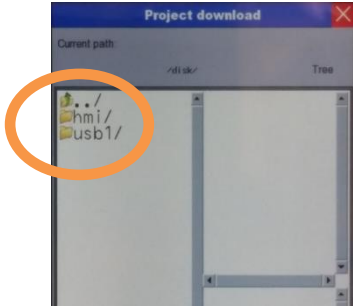 Project download
Current path:
/disk/
Tree
../
hmi/
usb1/